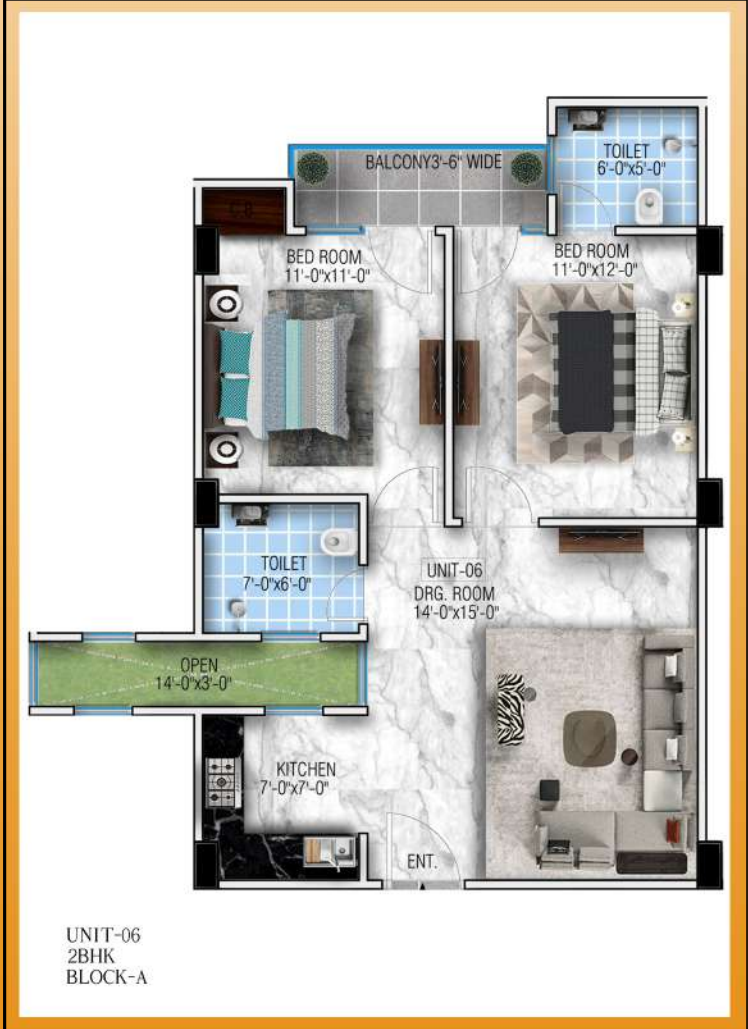 BALCONY3'-6" WIDE
TOILET
6'-0"x5'-0"
C.B
BED ROOM
11'-0"x11'-0"
BED ROOM
11'-0"x12'-0"
TOILET
7'-0"x6'-0"
UNIT-06
DRG. ROOM
14'-0"x15'-0"
OPEN
14'-0"x3'-0"
KITCHEN
7'-0"x7'-0"
ENT.
UNIT-06
2BHK
BLOCK-A